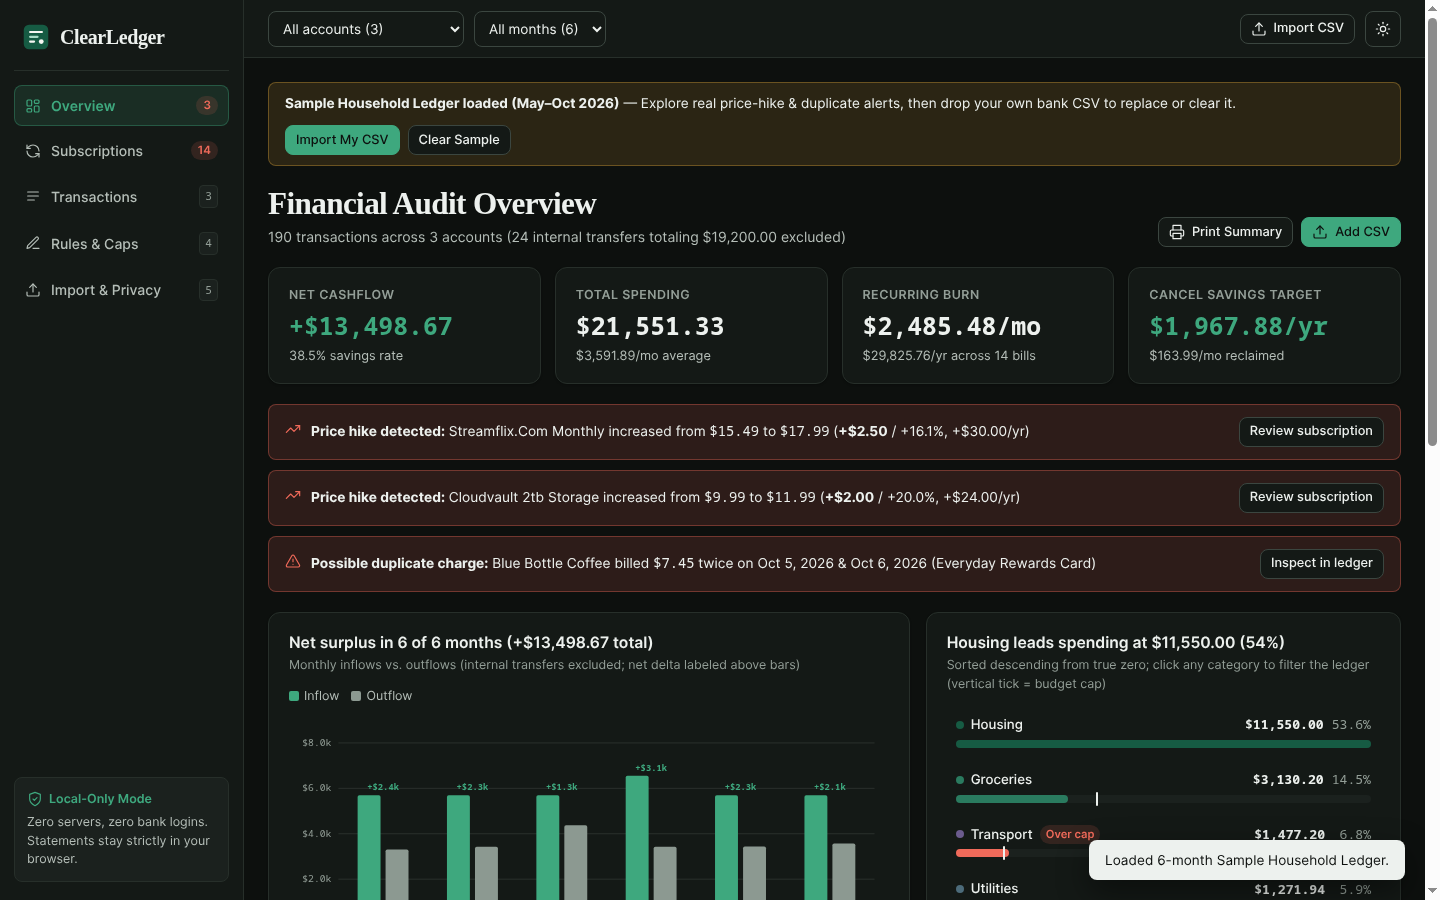 ClearLedger
Overview 3
Subscriptions 14
Transactions 3
Rules & Caps 4
Import & Privacy 5
Local-Only Mode
Zero servers, zero bank logins.
Statements stay strictly in your
browser.
All accounts (3)
All months (6)
Import CSV
Sample Household Ledger loaded (May–Oct 2026) — Explore real price-hike & duplicate alerts, then drop your own bank CSV to replace or clear it.
Import My CSV
Clear Sample
Financial Audit Overview
190 transactions across 3 accounts (24 internal transfers totaling $19,200.00 excluded)
Print Summary
Add CSV
NET CASHFLOW
+$13,498.67
38.5% savings rate
TOTAL SPENDING
$21,551.33
$3,591.89/mo average
RECURRING BURN
$2,485.48/mo
$29,825.76/yr across 14 bills
CANCEL SAVINGS TARGET
$1,967.88/yr
$163.99/mo reclaimed
Price hike detected: Streamflix.Com Monthly increased from $15.49 to $17.99 (+$2.50 / +16.1%, +$30.00/yr)
Review subscription
Price hike detected: Cloudvault 2tb Storage increased from $9.99 to $11.99 (+$2.00 / +20.0%, +$24.00/yr)
Review subscription
Possible duplicate charge: Blue Bottle Coffee billed $7.45 twice on Oct 5, 2026 & Oct 6, 2026 (Everyday Rewards Card)
Inspect in ledger
Net surplus in 6 of 6 months (+$13,498.67 total)
Monthly inflows vs. outflows (internal transfers excluded; net delta labeled above bars)
Inflow
Outflow
$8.0k
$6.0k
$4.0k
$2.0k
+$2.4k
+$2.3k
+$1.3k
+$3.1k
+$2.3k
+$2.1k
Housing leads spending at $11,550.00 (54%)
Sorted descending from true zero; click any category to filter the ledger
(vertical tick = budget cap)
Housing $11,550.00 53.6%
Groceries $3,130.20 14.5%
Transport Over cap $1,477.20 6.8%
Utilities $1,271.94 5.9%
Loaded 6-month Sample Household Ledger.